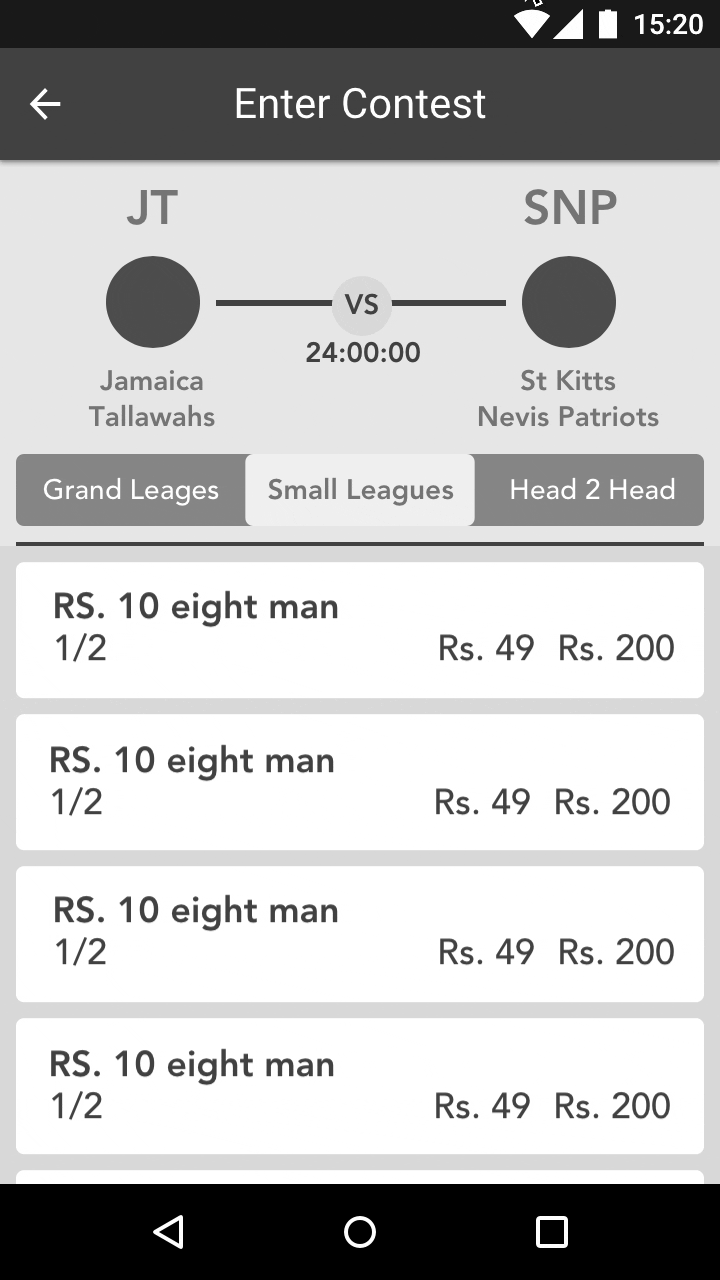 15:20
Enter Contest
JT
SNP
VS
24:00:00
Jamaica
Tallawahs
St Kitts
Nevis Patriots
Grand Leages
Small Leagues
Head 2 Head
RS. 10 eight man
1/2 Rs. 49 Rs. 200
RS. 10 eight man
1/2 Rs. 49 Rs. 200
RS. 10 eight man
1/2 Rs. 49 Rs. 200
RS. 10 eight man
1/2 Rs. 49 Rs. 200